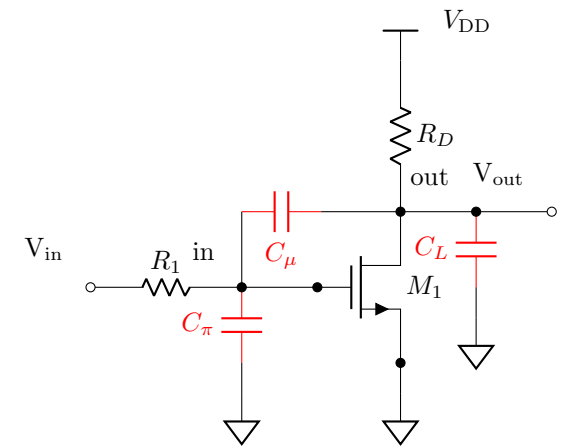 V_DD
R_D
out
V_out
V_in
R_1
in
C_μ
C_L
M_1
C_π